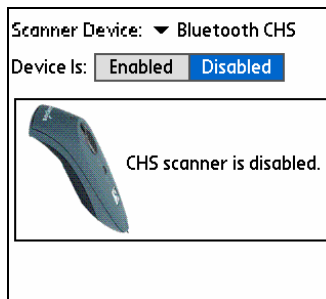 Scanner Device: Bluetooth CHS
Device Is: Enabled Disabled
CHS scanner is disabled.